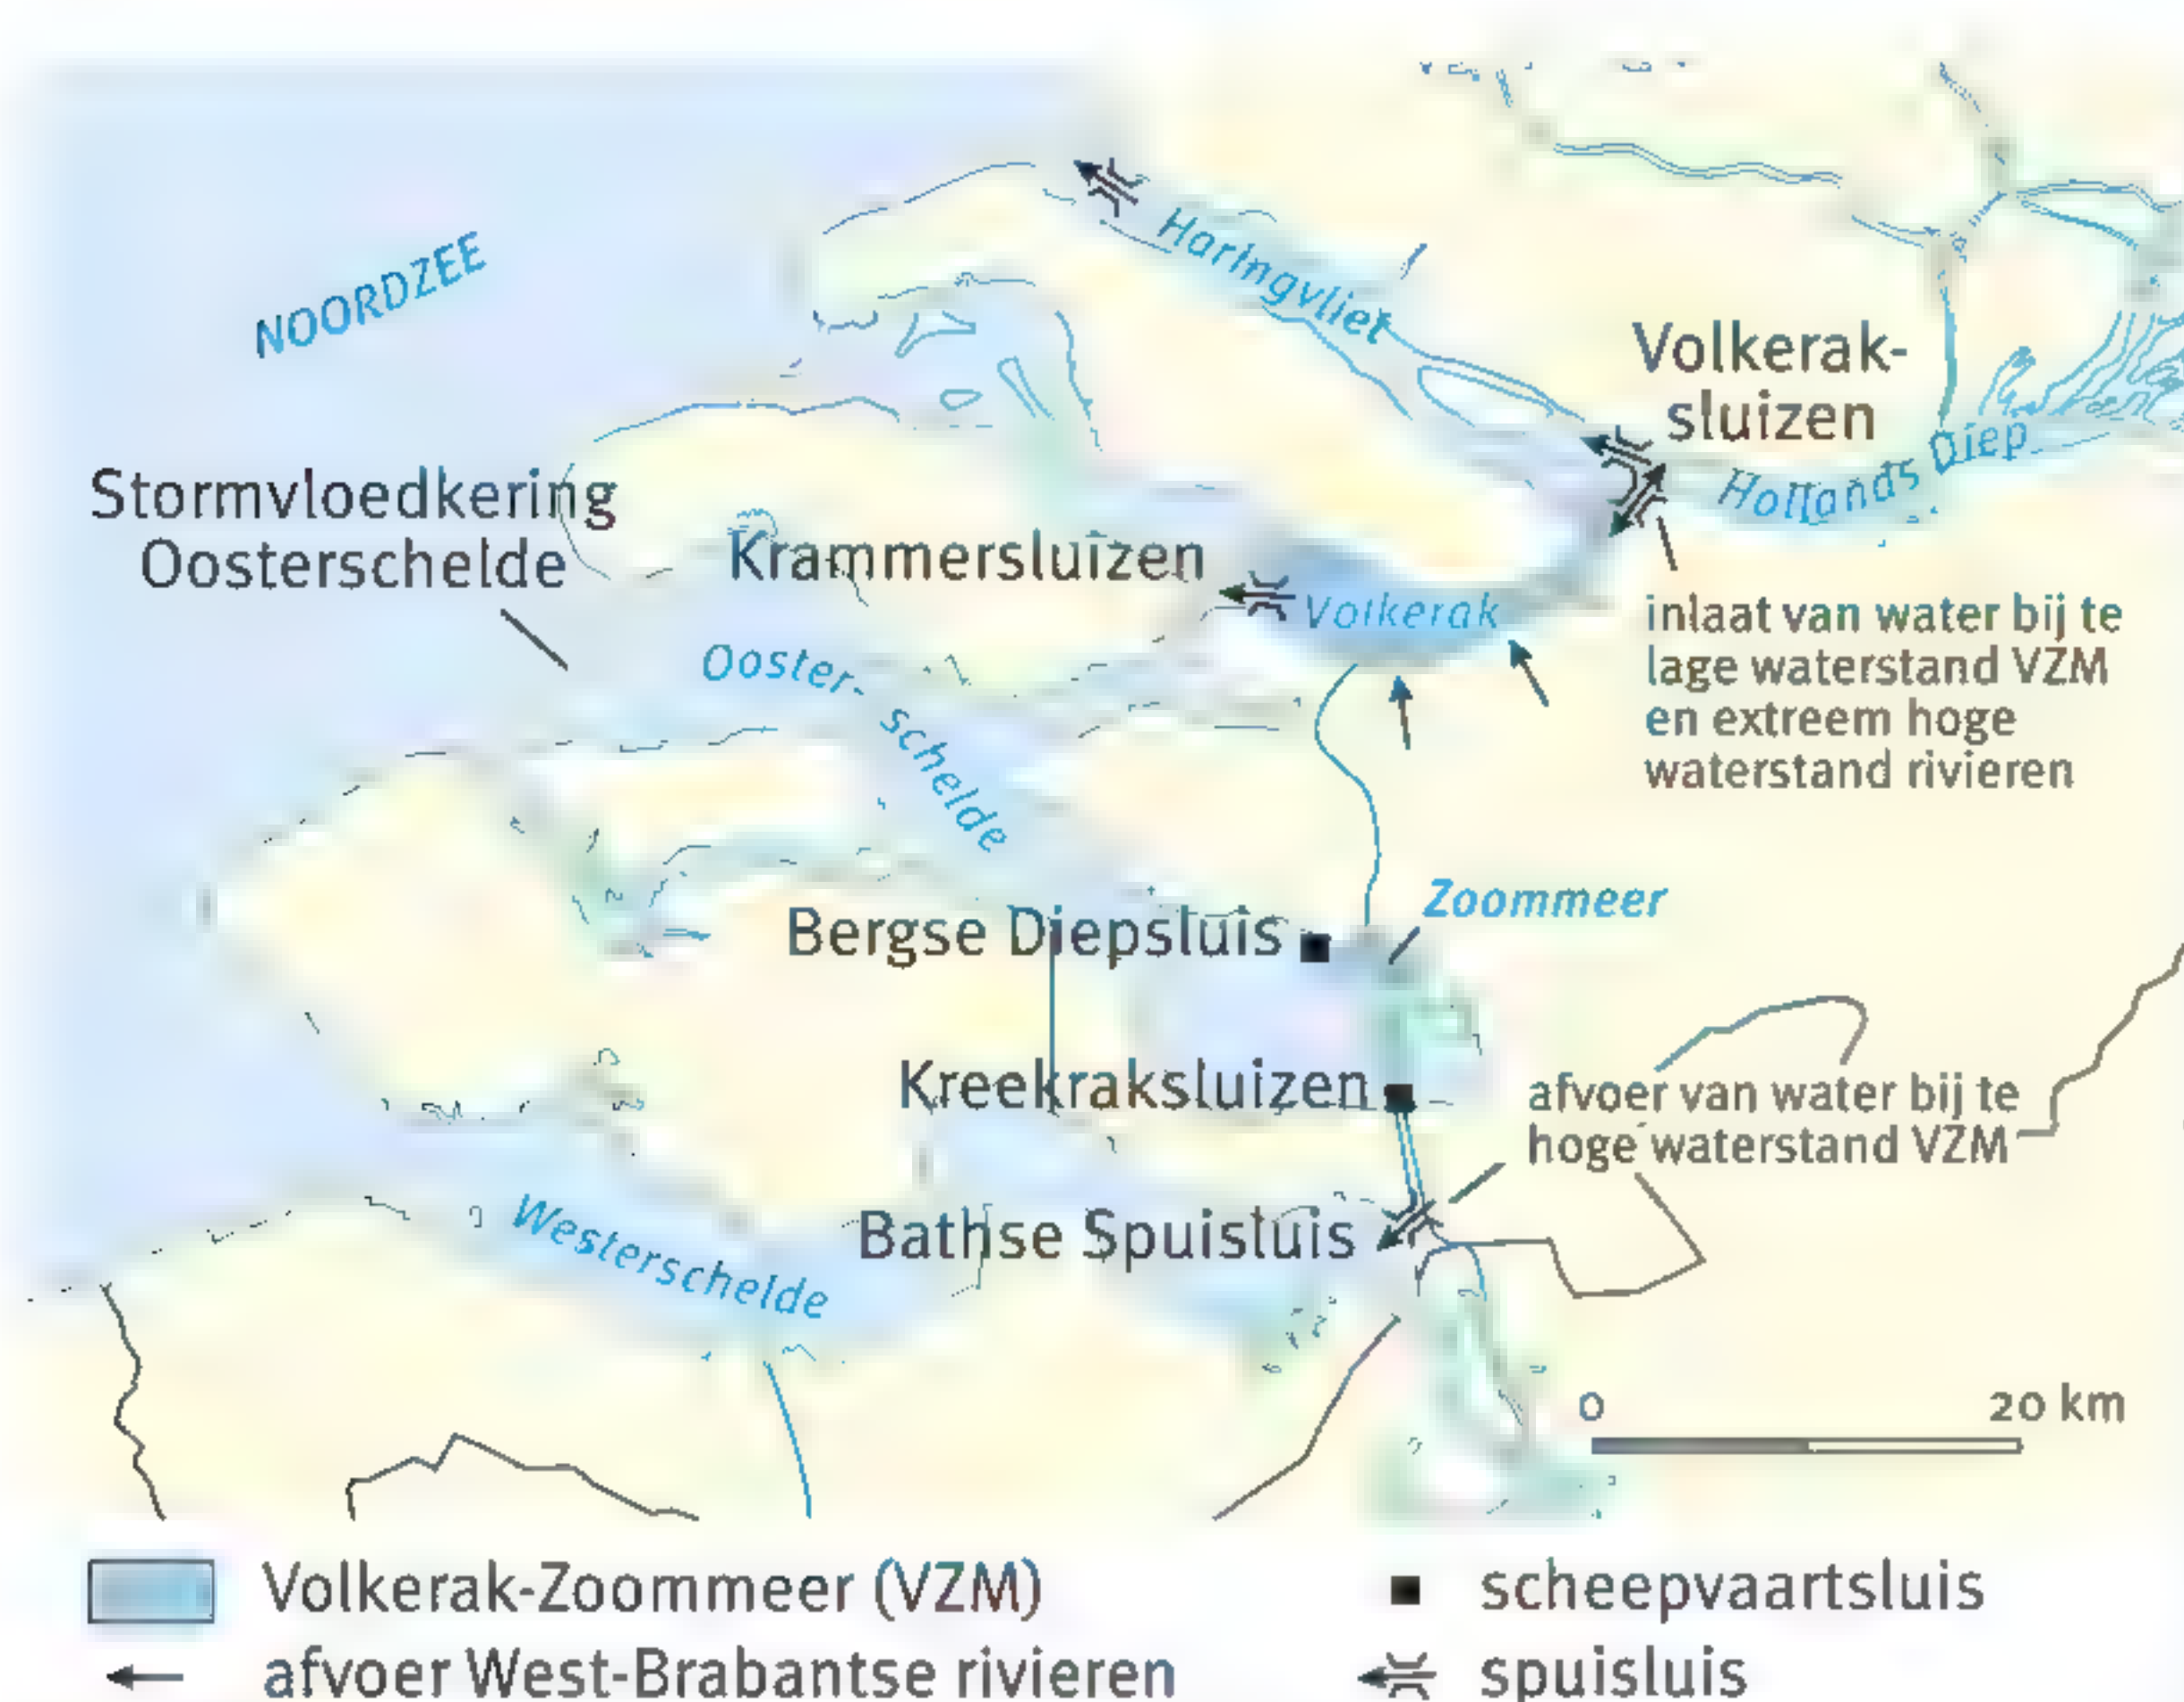 NOORDZEE
Haringvliet
Volkerak-
sluizen
Hollands Diep
Stormvloedkering
Oosterschelde
Krammersluizen
Volkerak
inlaat van water bij te
lage waterstand VZM
en extreem hoge
waterstand rivieren
Ooster-
schelde
Zoommeer
Bergse Diepsluis
Kreekraksluizen
afvoer van water bij te
hoge waterstand VZM
Bathse Spuisluis
Westerschelde
0 20 km
Volkerak-Zoommeer (VZM)
scheepvaartsluis
afvoer West-Brabantse rivieren
spuisluis